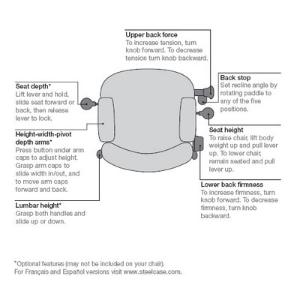 Upper back force
To increase tension, turn
knob forward. To decrease
tension turn knob backward.
Seat depth*
Lift lever and hold,
slide seat forward or
back, then release
lever to lock.
Back stop
Set recline angle by
rotating paddle to
any of the five
positions.
Height-width-pivot
depth arms*
Press button under arm
caps to adjust height.
Grasp arm caps to
slide width in/out, and
to move arm caps
forward and back.
Seat height
To raise chair, lift body
weight up and pull lever
up. To lower chair,
remain seated and pull
lever up.
Lumbar height*
Grasp both handles and
slide up or down.
Lower back firmness
To increase firmness, turn
knob forward. To decrease
firmness, turn knob
backward.
*Optional features (may not be included on your chair).
For Français and Español versions visit www.steelcase.com.